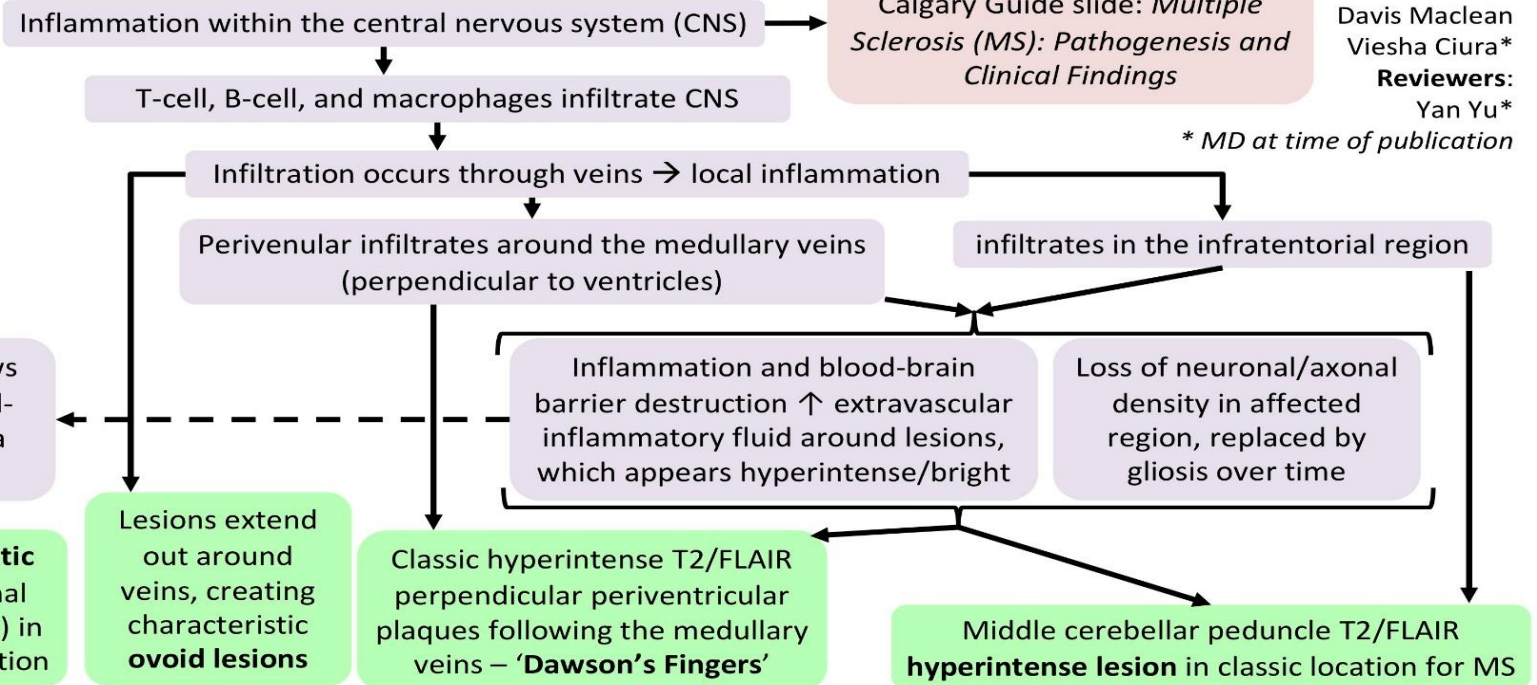 Inflammation within the central nervous system (CNS)
Calgary Guide slide: Multiple
Sclerosis (MS): Pathogenesis and
Clinical Findings
Davis Maclean
Viesha Ciura*
Reviewers:
Yan Yu*
* MD at time of publication
T-cell, B-cell, and macrophages infiltrate CNS
Infiltration occurs through veins → local inflammation
Perivenular infiltrates around the medullary veins
(perpendicular to ventricles)
infiltrates in the infratentorial region
Inflammation and blood-brain
barrier destruction ↑ extravascular
inflammatory fluid around lesions,
which appears hyperintense/bright
Loss of neuronal/axonal
density in affected
region, replaced by
gliosis over time
Lesions extend
out around
veins, creating
characteristic
ovoid lesions
Classic hyperintense T2/FLAIR
perpendicular periventricular
plaques following the medullary
veins – ‘Dawson’s Fingers’
Middle cerebellar peduncle T2/FLAIR
hyperintense lesion in classic location for MS
) in